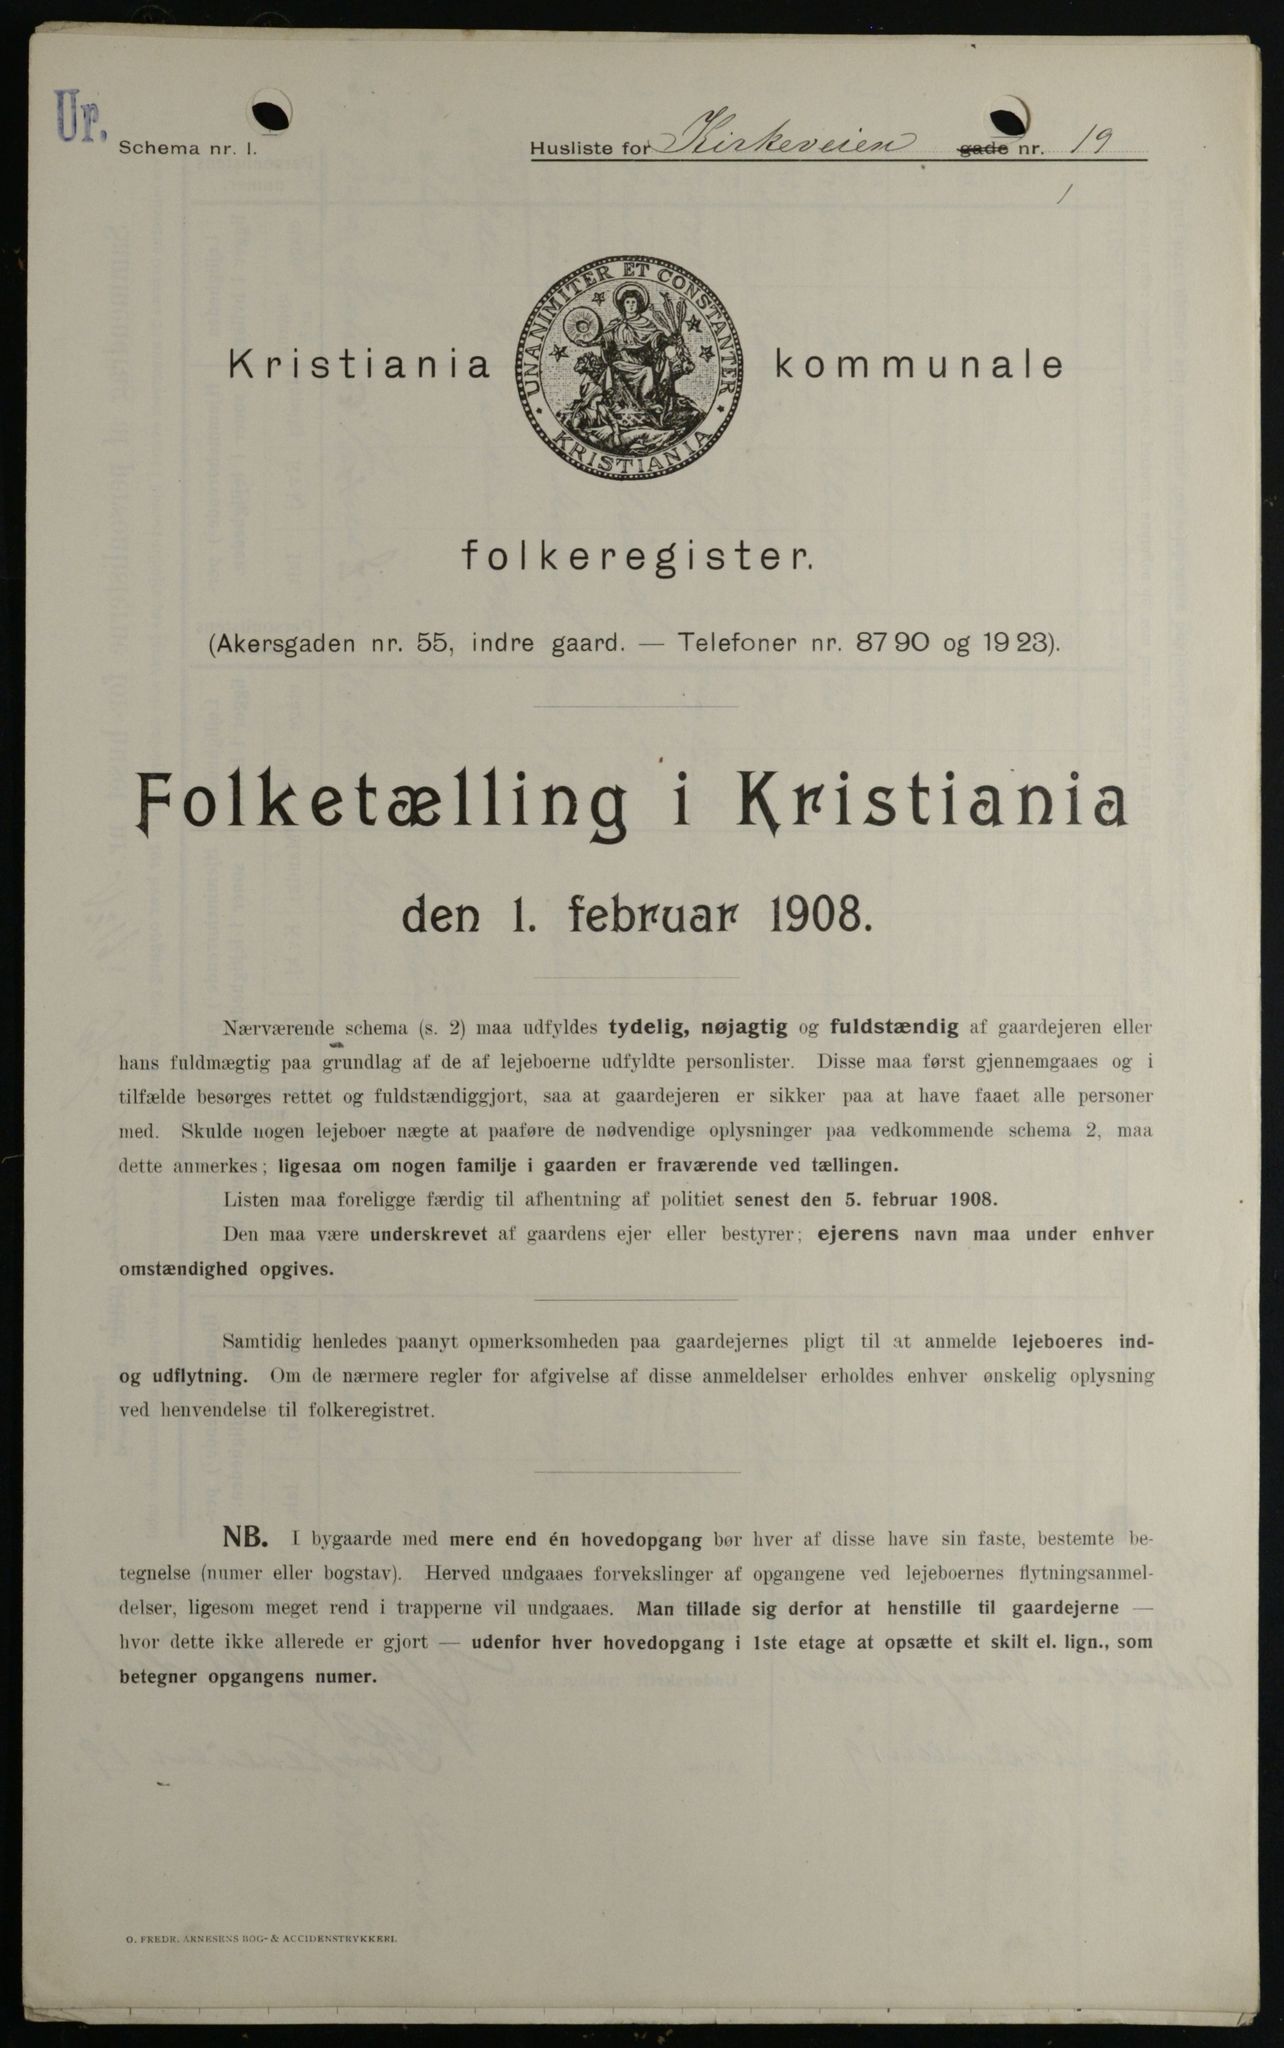 Ur.
Schema nr. 1.
Husliste for Kirkeveien gade nr. 19
UNANIMITER ET CONSTANTER
KRISTIANIA
Kristiania kommunale
folkeregister.
(Akersgaden nr. 55, indre gaard. — Telefoner nr. 8790 og 1923).
Folketælling i Kristiania
den 1. februar 1908.
Nærværende schema (s. 2) maa udfyldes tydelig, nøjagtig og fuldstændig af gaardejeren eller
hans fuldmægtig paa grundlag af de af lejeboerne udfyldte personlister. Disse maa først gjennemgaaes og i
tilfælde besørges rettet og fuldstændiggjort, saa at gaardejeren er sikker paa at have faaet alle personer
med. Skulde nogen lejeboer nægte at paaføre de nødvendige oplysninger paa vedkommende schema 2, maa
dette anmerkes; ligesaa om nogen familje i gaarden er fraværende ved tællingen.
Listen maa foreligge færdig til afhentning af politiet senest den 5. februar 1908.
Den maa være underskrevet af gaardens ejer eller bestyrer; ejerens navn maa under enhver
omstændighed opgives.
Samtidig henledes paanyt opmerksomheden paa gaardejernes pligt til at anmelde lejeboeres ind-
og udflytning. Om de nærmere regler for afgivelse af disse anmeldelser erholdes enhver ønskelig oplysning
ved henvendelse til folkeregistret.
NB. I bygaarde med mere end én hovedopgang bør hver af disse have sin faste, bestemte be-
tegnelse (numer eller bogstav). Herved undgaaes forvekslinger af opgangene ved lejeboernes flytningsanmel-
delser, ligesom meget rend i trapperne vil undgaaes. Man tillade sig derfor at henstille til gaardejerne —
hvor dette ikke allerede er gjort — udenfor hver hovedopgang i 1ste etage at opsætte et skilt el. lign., som
betegner opgangens numer.
O. FREDR. ARNESENS BOG- & ACCIDENSTRYKKERI.